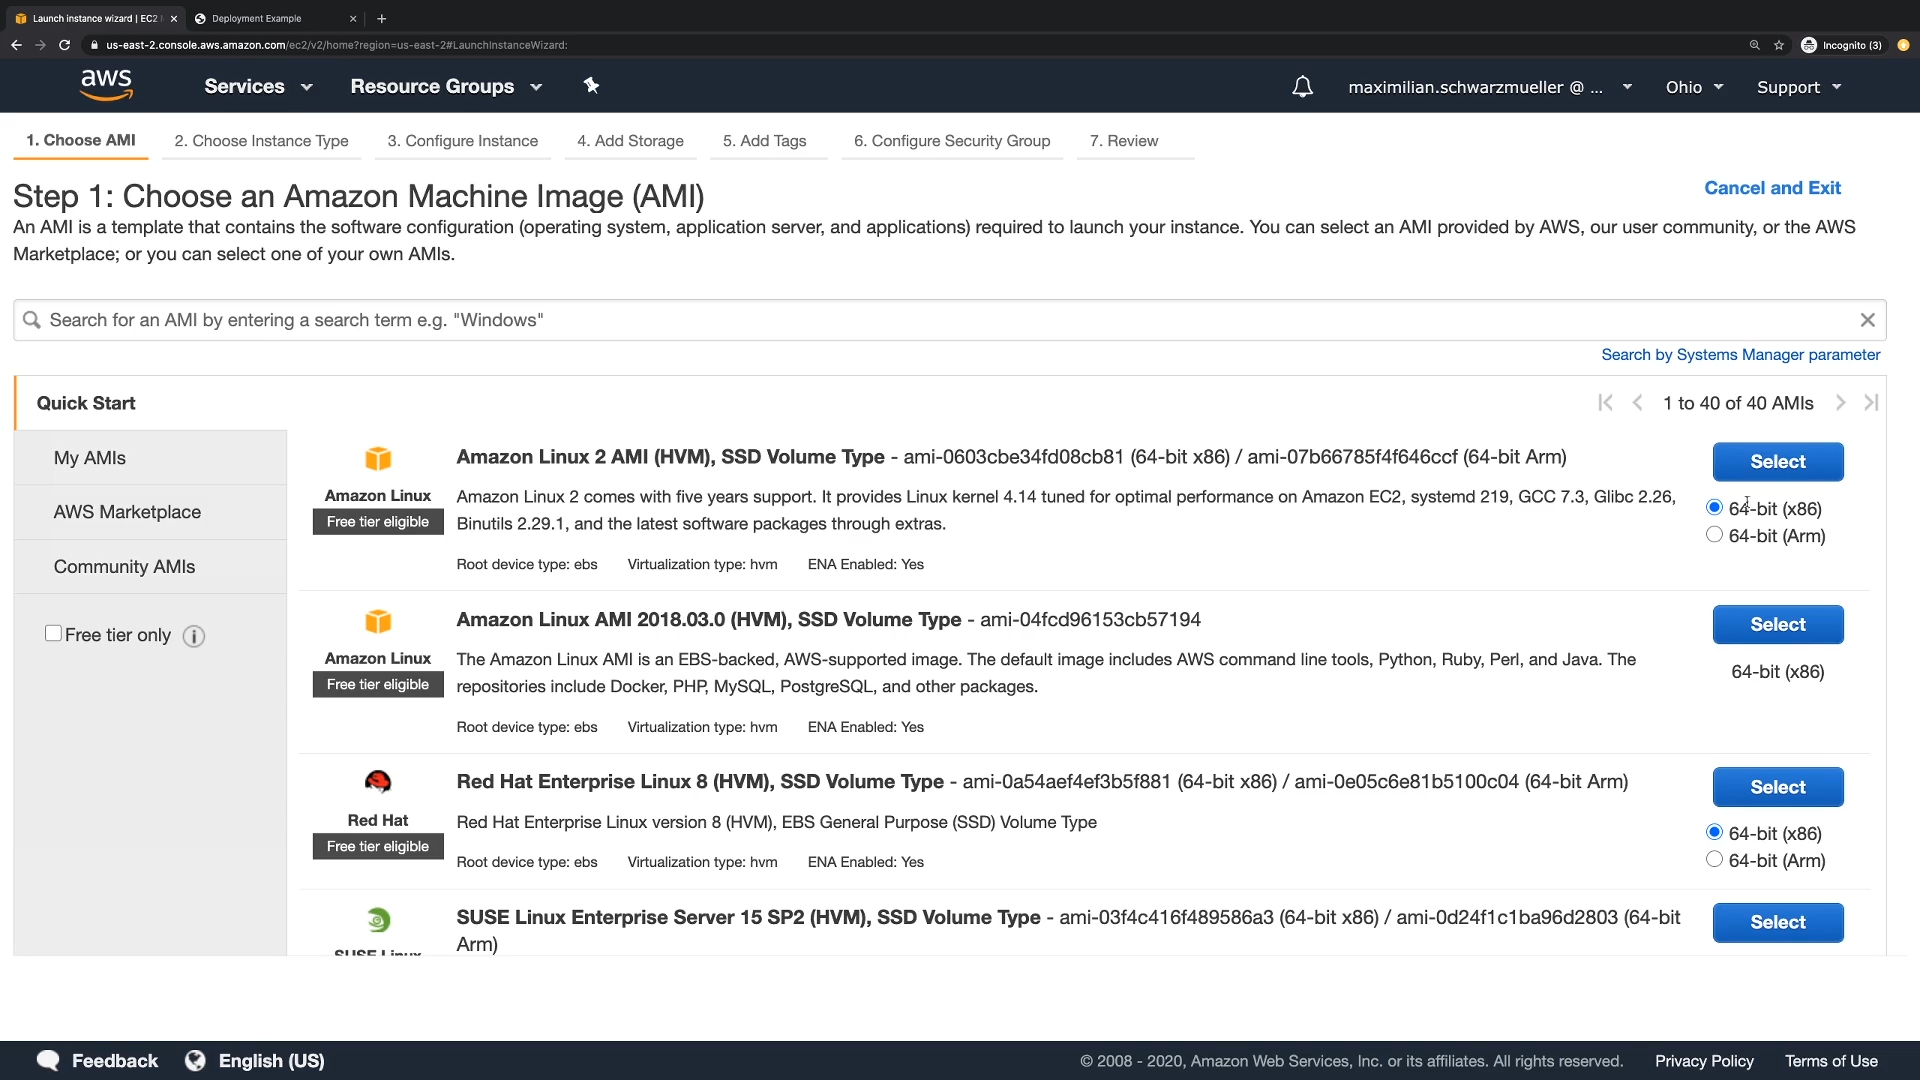 Launch instance wizard | EC2
Deployment Example
us-east-2.console.aws.amazon.com/ec2/v2/home?region=us-east-2#LaunchInstanceWizard:
Incognito (3)
aws
Services
Resource Groups
maximilian.schwarzmueller @ ...
Ohio
Support
1. Choose AMI
2. Choose Instance Type
3. Configure Instance
4. Add Storage
5. Add Tags
6. Configure Security Group
7. Review
Step 1: Choose an Amazon Machine Image (AMI)
Cancel and Exit
An AMI is a template that contains the software configuration (operating system, application server, and applications) required to launch your instance. You can select an AMI provided by AWS, our user community, or the AWS
Marketplace; or you can select one of your own AMIs.
Search for an AMI by entering a search term e.g. "Windows"
Search by Systems Manager parameter
Quick Start
1 to 40 of 40 AMIs
My AMIs
AWS Marketplace
Community AMIs
Free tier only
Amazon Linux
Free tier eligible
Amazon Linux 2 AMI (HVM), SSD Volume Type - ami-0603cbe34fd08cb81 (64-bit x86) / ami-07b66785f4f646ccf (64-bit Arm)
Amazon Linux 2 comes with five years support. It provides Linux kernel 4.14 tuned for optimal performance on Amazon EC2, systemd 219, GCC 7.3, Glibc 2.26,
Binutils 2.29.1, and the latest software packages through extras.
Root device type: ebs Virtualization type: hvm ENA Enabled: Yes
Select
64-bit (x86)
64-bit (Arm)
Amazon Linux
Free tier eligible
Amazon Linux AMI 2018.03.0 (HVM), SSD Volume Type - ami-04fcd96153cb57194
The Amazon Linux AMI is an EBS-backed, AWS-supported image. The default image includes AWS command line tools, Python, Ruby, Perl, and Java. The
repositories include Docker, PHP, MySQL, PostgreSQL, and other packages.
Root device type: ebs Virtualization type: hvm ENA Enabled: Yes
Select
64-bit (x86)
Red Hat
Free tier eligible
Red Hat Enterprise Linux 8 (HVM), SSD Volume Type - ami-0a54aef4ef3b5f881 (64-bit x86) / ami-0e05c6e81b5100c04 (64-bit Arm)
Red Hat Enterprise Linux version 8 (HVM), EBS General Purpose (SSD) Volume Type
Root device type: ebs Virtualization type: hvm ENA Enabled: Yes
Select
64-bit (x86)
64-bit (Arm)
SUSE Linux
SUSE Linux Enterprise Server 15 SP2 (HVM), SSD Volume Type - ami-03f4c416f489586a3 (64-bit x86) / ami-0d24f1c1ba96d2803 (64-bit
Arm)
Select
Feedback
English (US)
© 2008 - 2020, Amazon Web Services, Inc. or its affiliates. All rights reserved.
Privacy Policy
Terms of Use